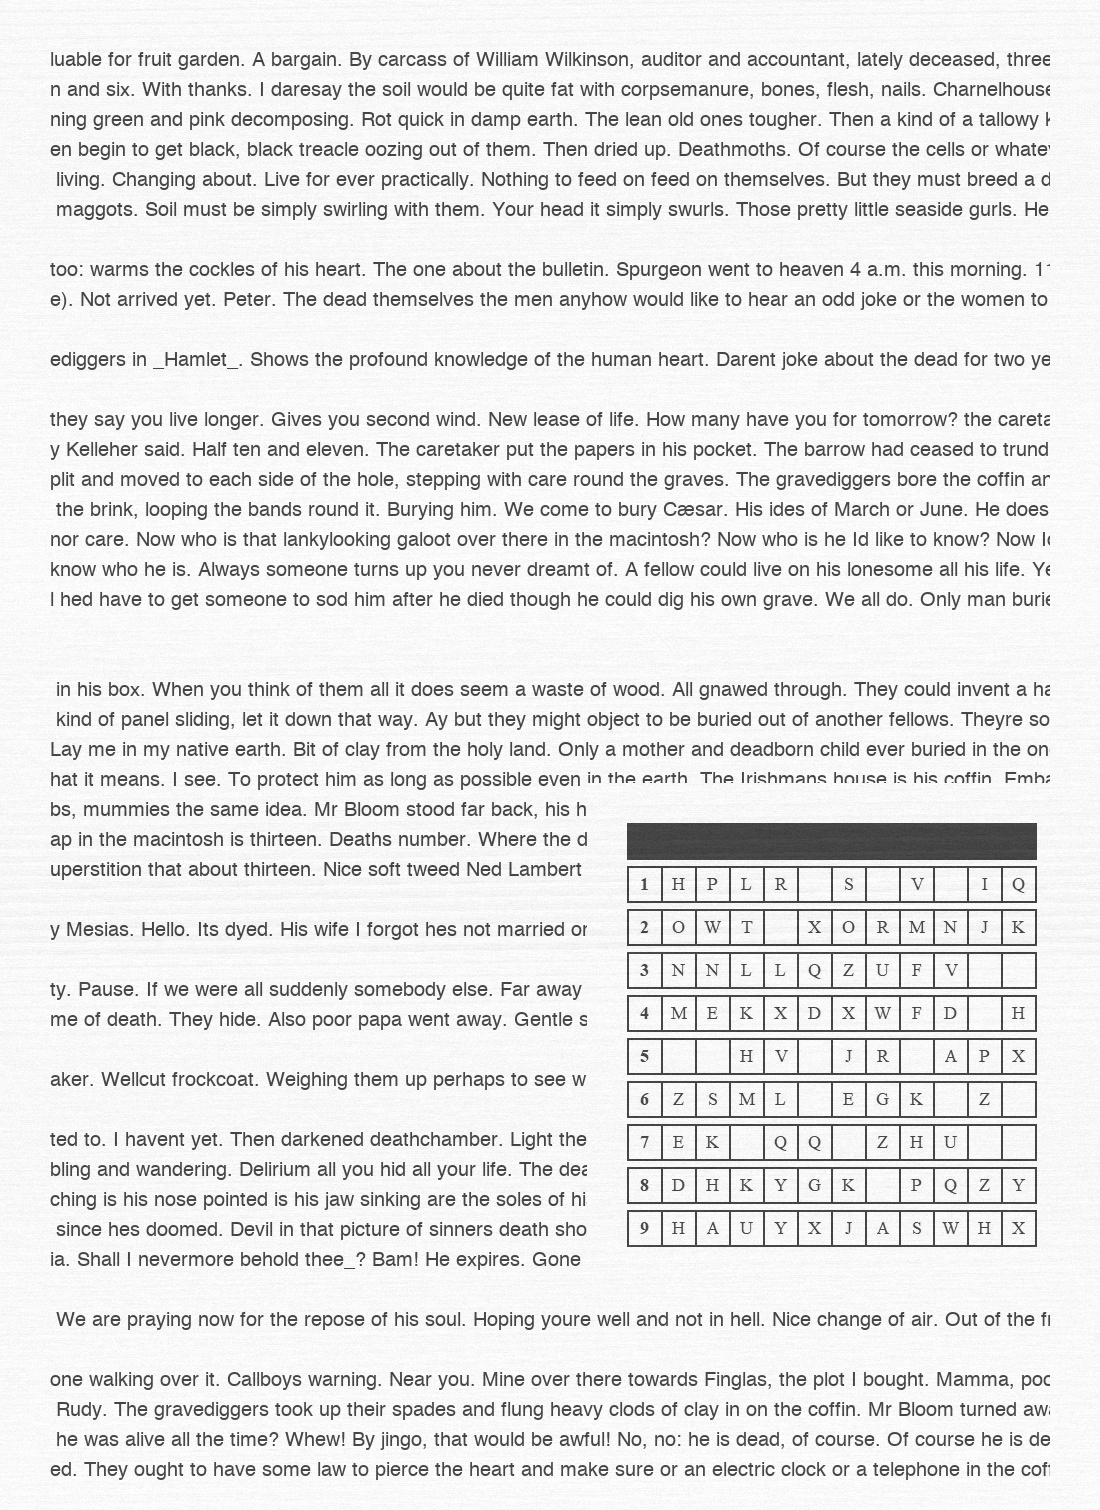 luable for fruit garden. A bargain. By carcass of William Wilkinson, auditor and accountant, lately deceased, three
n and six. With thanks. I daresay the soil would be quite fat with corpsemanure, bones, flesh, nails. Charnelhouse
ning green and pink decomposing. Rot quick in damp earth. The lean old ones tougher. Then a kind of a tallowy
en begin to get black, black treacle oozing out of them. Then dried up. Deathmoths. Of course the cells or whatev
living. Changing about. Live for ever practically. Nothing to feed on feed on themselves. But they must breed a d
maggots. Soil must be simply swirling with them. Your head it simply swurls. Those pretty little seaside gurls. He
too: warms the cockles of his heart. The one about the bulletin. Spurgeon went to heaven 4 a.m. this morning. 11
e). Not arrived yet. Peter. The dead themselves the men anyhow would like to hear an odd joke or the women to
ediggers in _Hamlet_. Shows the profound knowledge of the human heart. Darent joke about the dead for two ye
they say you live longer. Gives you second wind. New lease of life. How many have you for tomorrow? the careta
y Kelleher said. Half ten and eleven. The caretaker put the papers in his pocket. The barrow had ceased to trund
plit and moved to each side of the hole, stepping with care round the graves. The gravediggers bore the coffin an
the brink, looping the bands round it. Burying him. We come to bury Cæsar. His ides of March or June. He does
nor care. Now who is that lankylooking galoot over there in the macintosh? Now who is he Id like to know? Now
know who he is. Always someone turns up you never dreamt of. A fellow could live on his lonesome all his life. Ye
l hed have to get someone to sod him after he died though he could dig his own grave. We all do. Only man burie
in his box. When you think of them all it does seem a waste of wood. All gnawed through. They could invent a ha
kind of panel sliding, let it down that way. Ay but they might object to be buried out of another fellows. Theyre so
Lay me in my native earth. Bit of clay from the holy land. Only a mother and deadborn child ever buried in the on
hat it means. I see. To protect him as long as possible even in the earth. The Irishmans house is his coffin. Emba
bs, mummies the same idea. Mr Bloom stood far back, his h
ap in the macintosh is thirteen. Deaths number. Where the d
uperstition that about thirteen. Nice soft tweed Ned Lambert
y Mesias. Hello. Its dyed. His wife I forgot hes not married or
ty. Pause. If we were all suddenly somebody else. Far away
me of death. They hide. Also poor papa went away. Gentle s
aker. Wellcut frockcoat. Weighing them up perhaps to see w
ted to. I havent yet. Then darkened deathchamber. Light the
bling and wandering. Delirium all you hid all your life. The dea
ching is his nose pointed is his jaw sinking are the soles of hi
since hes doomed. Devil in that picture of sinners death sho
ia. Shall I nevermore behold thee_? Bam! He expires. Gone
1 H P L R S V I Q
2 O W T X O R M N J K
3 N N L L Q Z U F V
4 M E K X D X W F D H
5 H V J R A P X
6 Z S M L E G K Z
7 E K Q Q Z H U
8 D H K Y G K P Q Z Y
9 H A U Y X J A S W H X
We are praying now for the repose of his soul. Hoping youre well and not in hell. Nice change of air. Out of the fr
one walking over it. Callboys warning. Near you. Mine over there towards Finglas, the plot I bought. Mamma, poo
Rudy. The gravediggers took up their spades and flung heavy clods of clay in on the coffin. Mr Bloom turned awa
he was alive all the time? Whew! By jingo, that would be awful! No, no: he is dead, of course. Of course he is de
ed. They ought to have some law to pierce the heart and make sure or an electric clock or a telephone in the cof